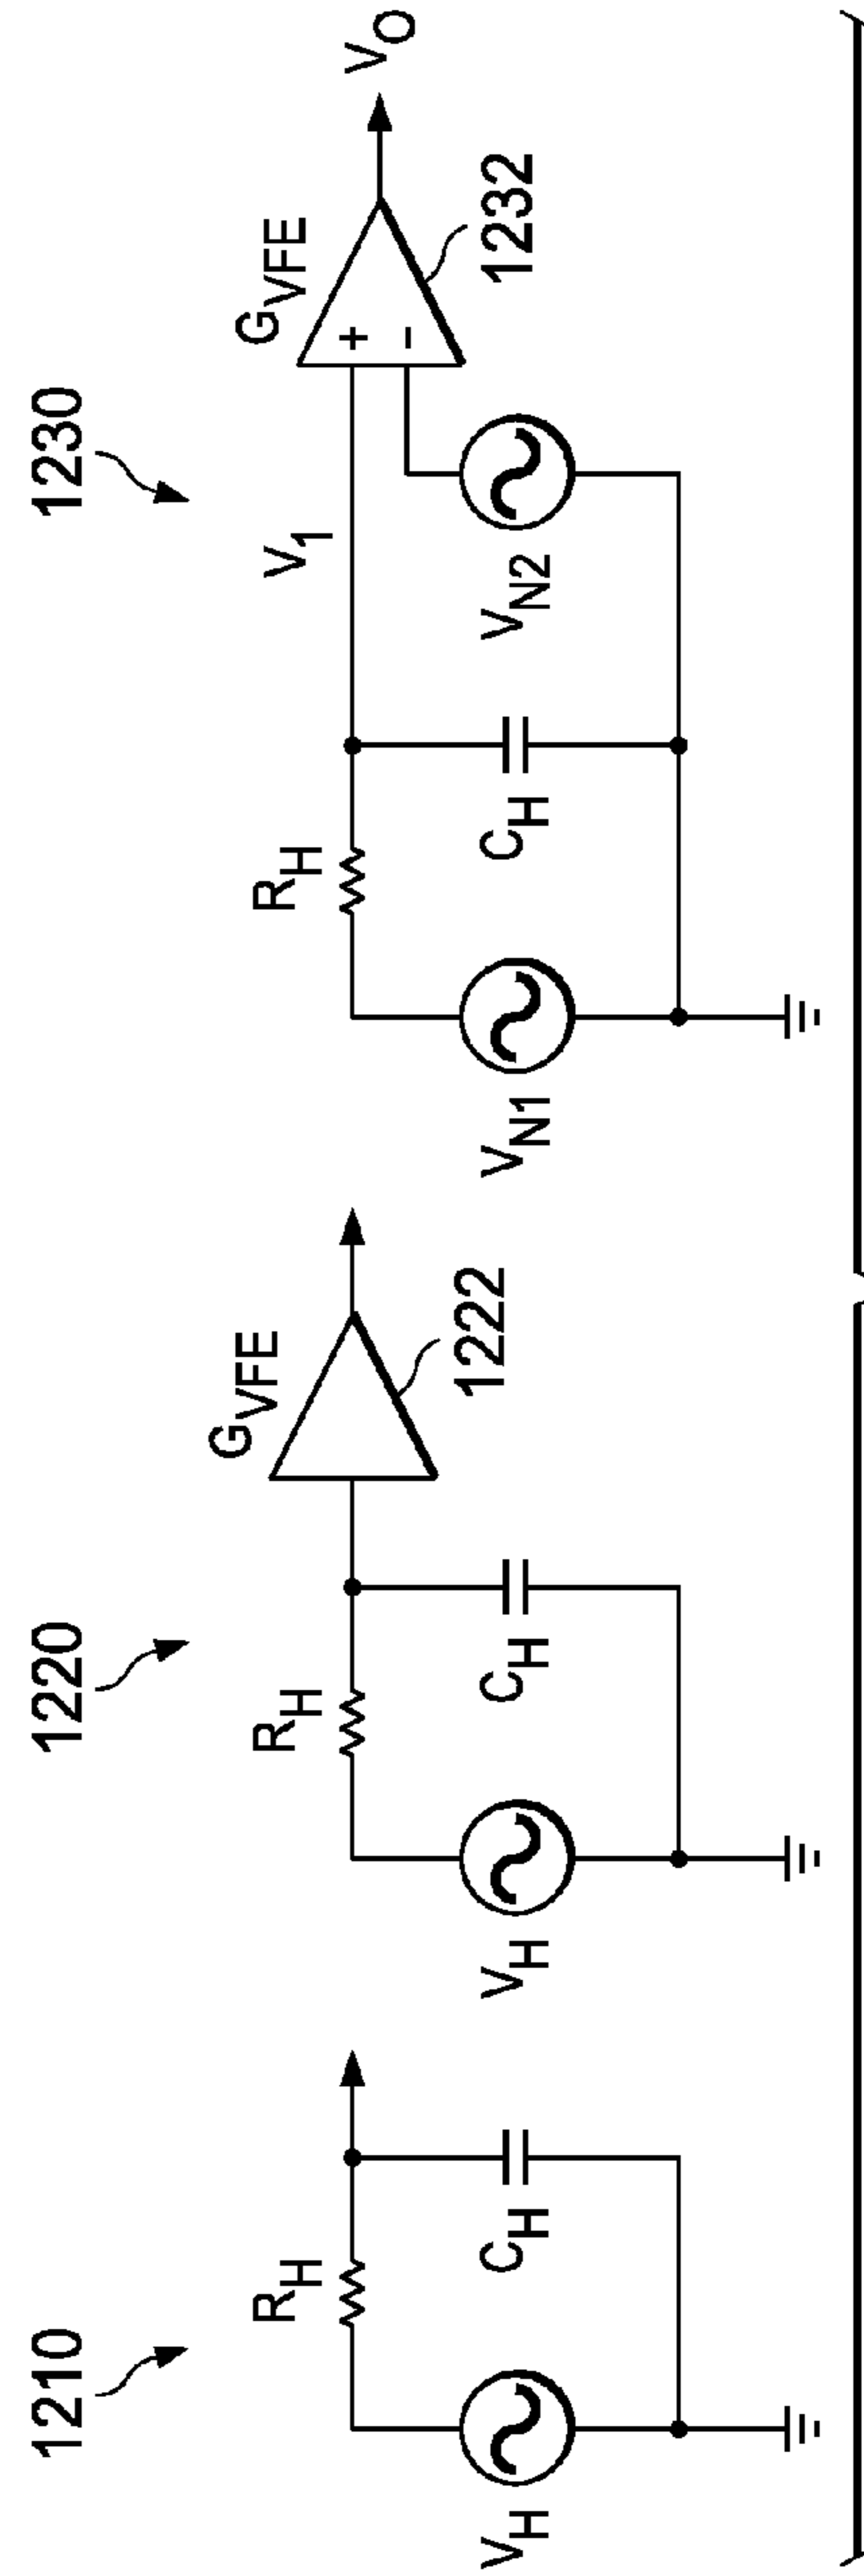 1210
R_H
V_H
C_H
1220
R_H
G_VFE
V_H
C_H
1222
1230
R_H
V_1
G_VFE
V_O
+
-
V_N1
C_H
V_N2
1232